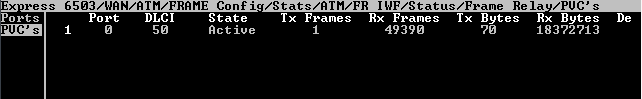 Express 6503/WAN/ATM/FRAME Config/Stats/ATM/FR IWF/Status/Frame Relay/PVC's
Ports Port DLCI State Tx Frames Rx Frames Tx Bytes Rx Bytes De
PVC's 1 0 50 Active 1 49390 70 18372713